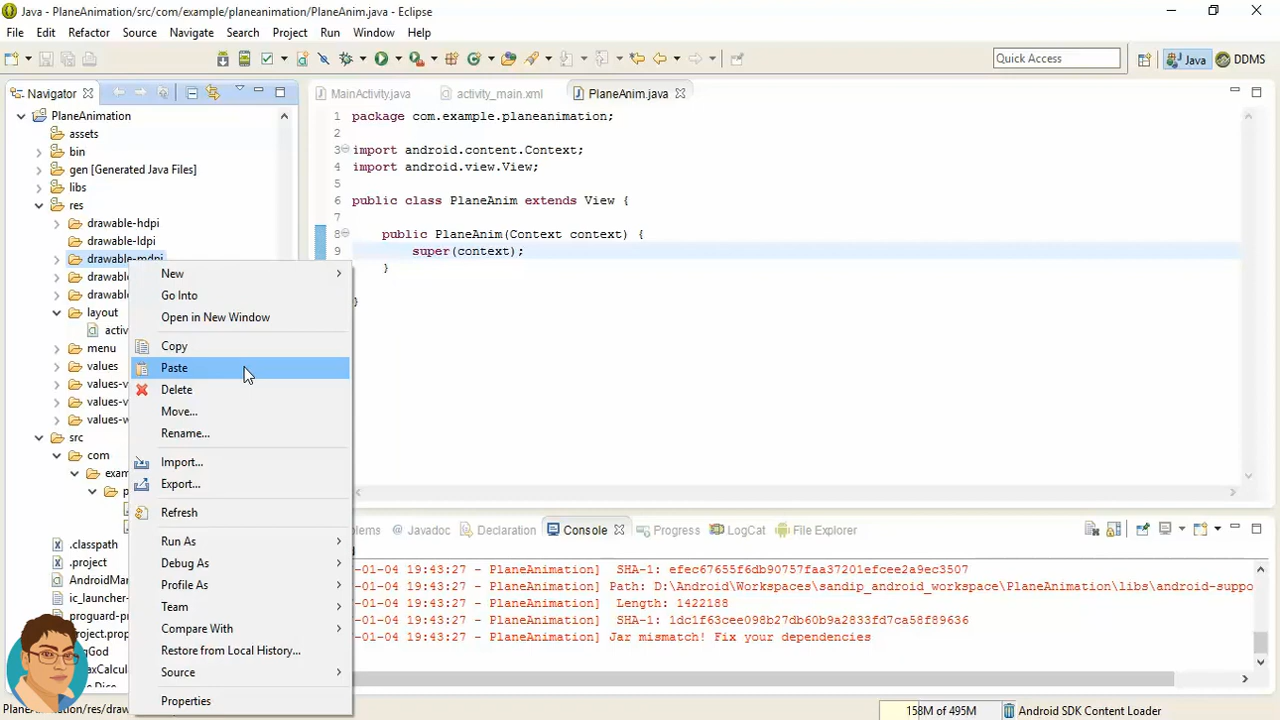 Java - PlaneAnimation/src/com/example/planeanimation/PlaneAnim.java - Eclipse
File Edit Refactor Source Navigate Search Project Run Window Help
Quick Access Java DDMS
Navigator
PlaneAnimation
assets
bin
gen [Generated Java Files]
libs
res
drawable-hdpi
drawable-ldpi
drawable-mdpi
layout
menu
values
src
com
.classpath
.project
New
Go Into
Open in New Window
Copy
Paste
Delete
Move...
Rename...
Import...
Export...
Refresh
Run As
Debug As
Profile As
Team
Compare With
Restore from Local History...
Source
Properties
MainActivity.java activity_main.xml PlaneAnim.java
1 package com.example.planeanimation;
2
3 import android.content.Context;
4 import android.view.View;
5
6 public class PlaneAnim extends View {
7
8 public PlaneAnim(Context context) {
9 super(context);
}
}
Javadoc Declaration Console Progress LogCat File Explorer
-01-04 19:43:27 - PlaneAnimation] SHA-1: efec67655f6db90757faa37201efcee2a9ec3507
-01-04 19:43:27 - PlaneAnimation] Path: D:\Android\Workspaces\sandip_android_workspace\PlaneAnimation\libs\android-suppo
-01-04 19:43:27 - PlaneAnimation] Length: 1422188
-01-04 19:43:27 - PlaneAnimation] SHA-1: 1dc1f63cee098b27db60b9a2833fd7ca58f89636
-01-04 19:43:27 - PlaneAnimation] Jar mismatch! Fix your dependencies
158M of 495M Android SDK Content Loader